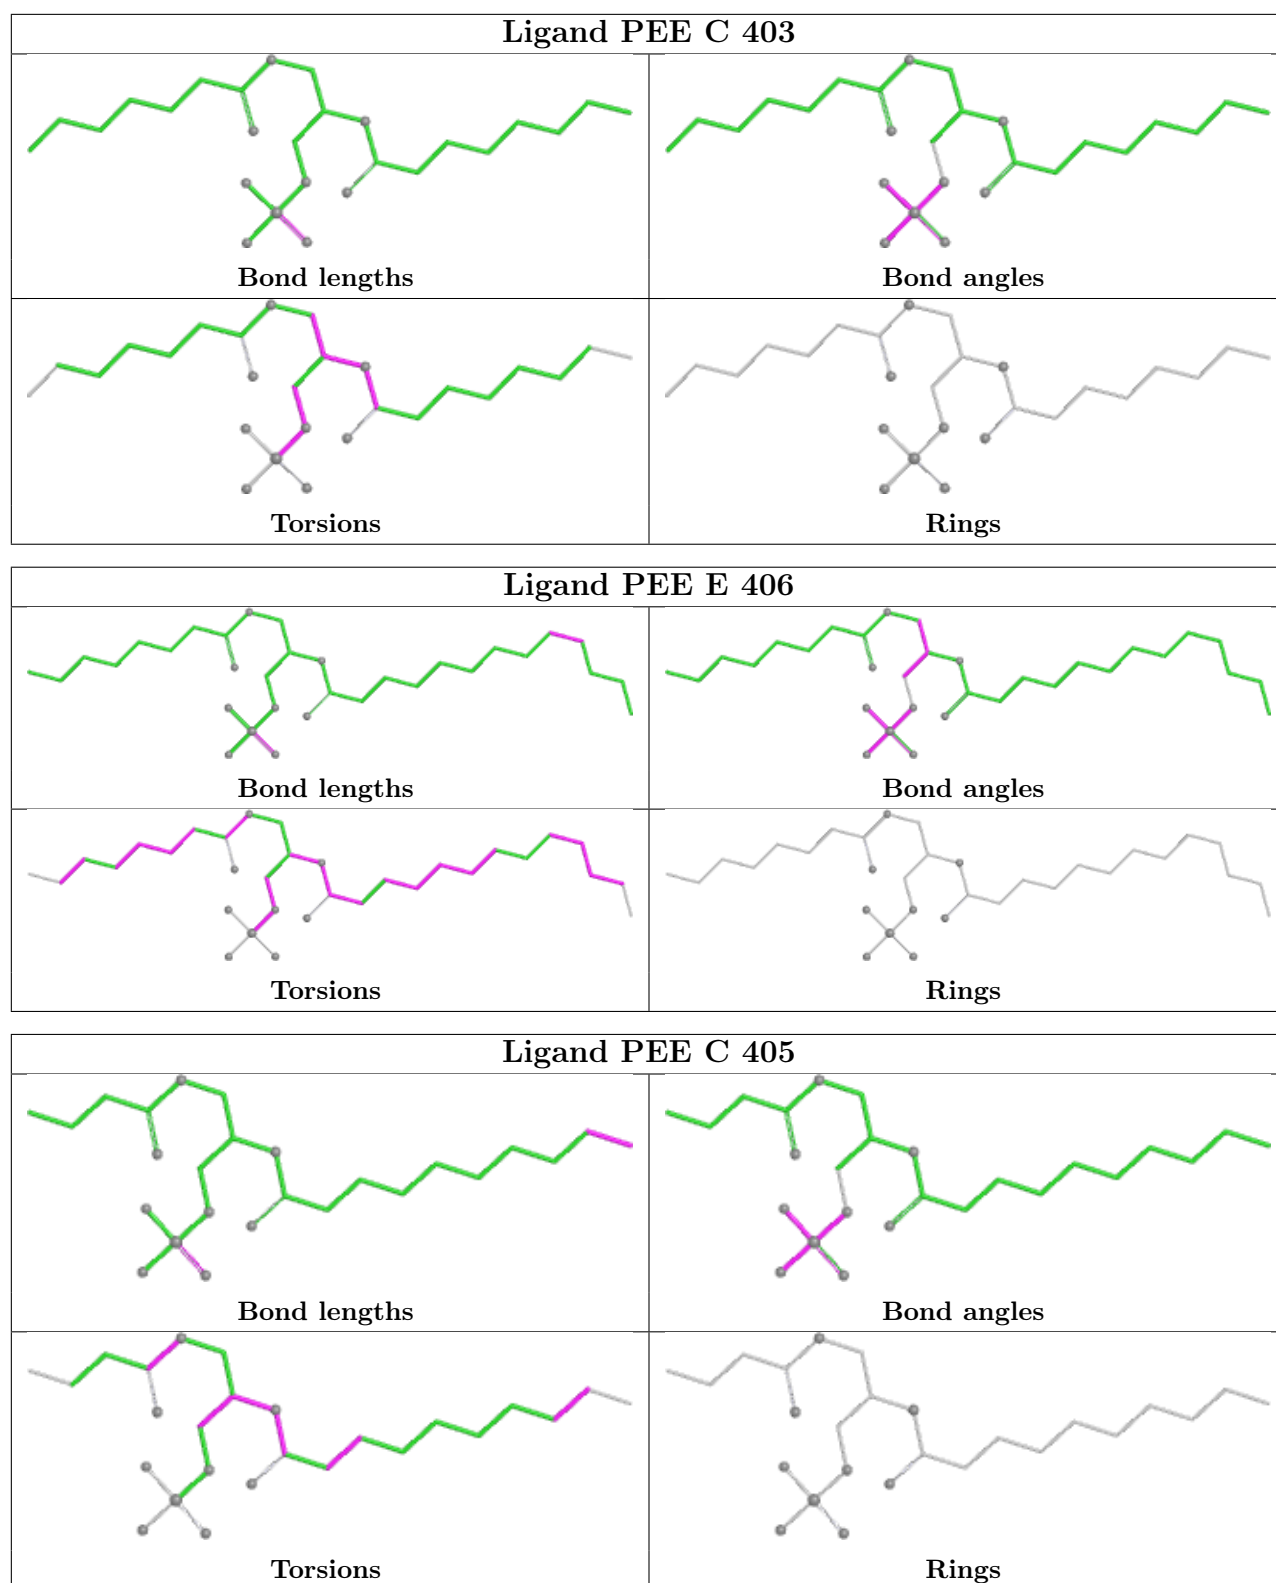 Ligand PEE C 403
Bond lengths
Bond angles
Torsions
Rings
Ligand PEE E 406
Bond lengths
Bond angles
Torsions
Rings
Ligand PEE C 405
Bond lengths
Bond angles
Torsions
Rings